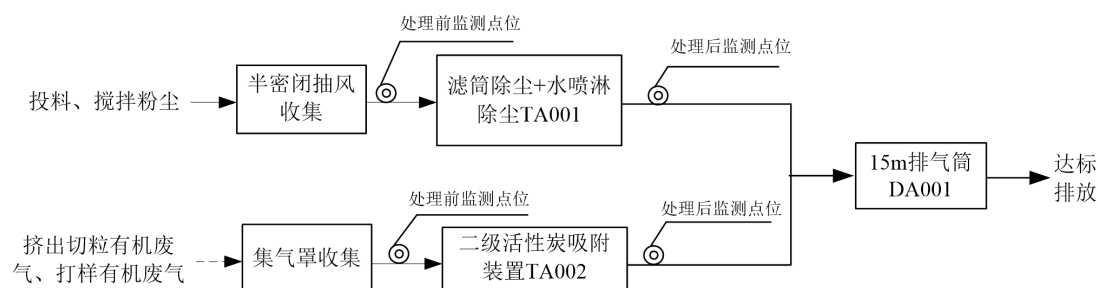 处理前监测点位
处理后监测点位
投料、搅拌粉尘
半密闭抽风
收集
滤筒除尘+水喷淋
除尘TA001
15m排气筒
DA001
达标
排放
处理前监测点位
处理后监测点位
挤出切粒有机废
气、打样有机废气
集气罩收集
二级活性炭吸附
装置TA002